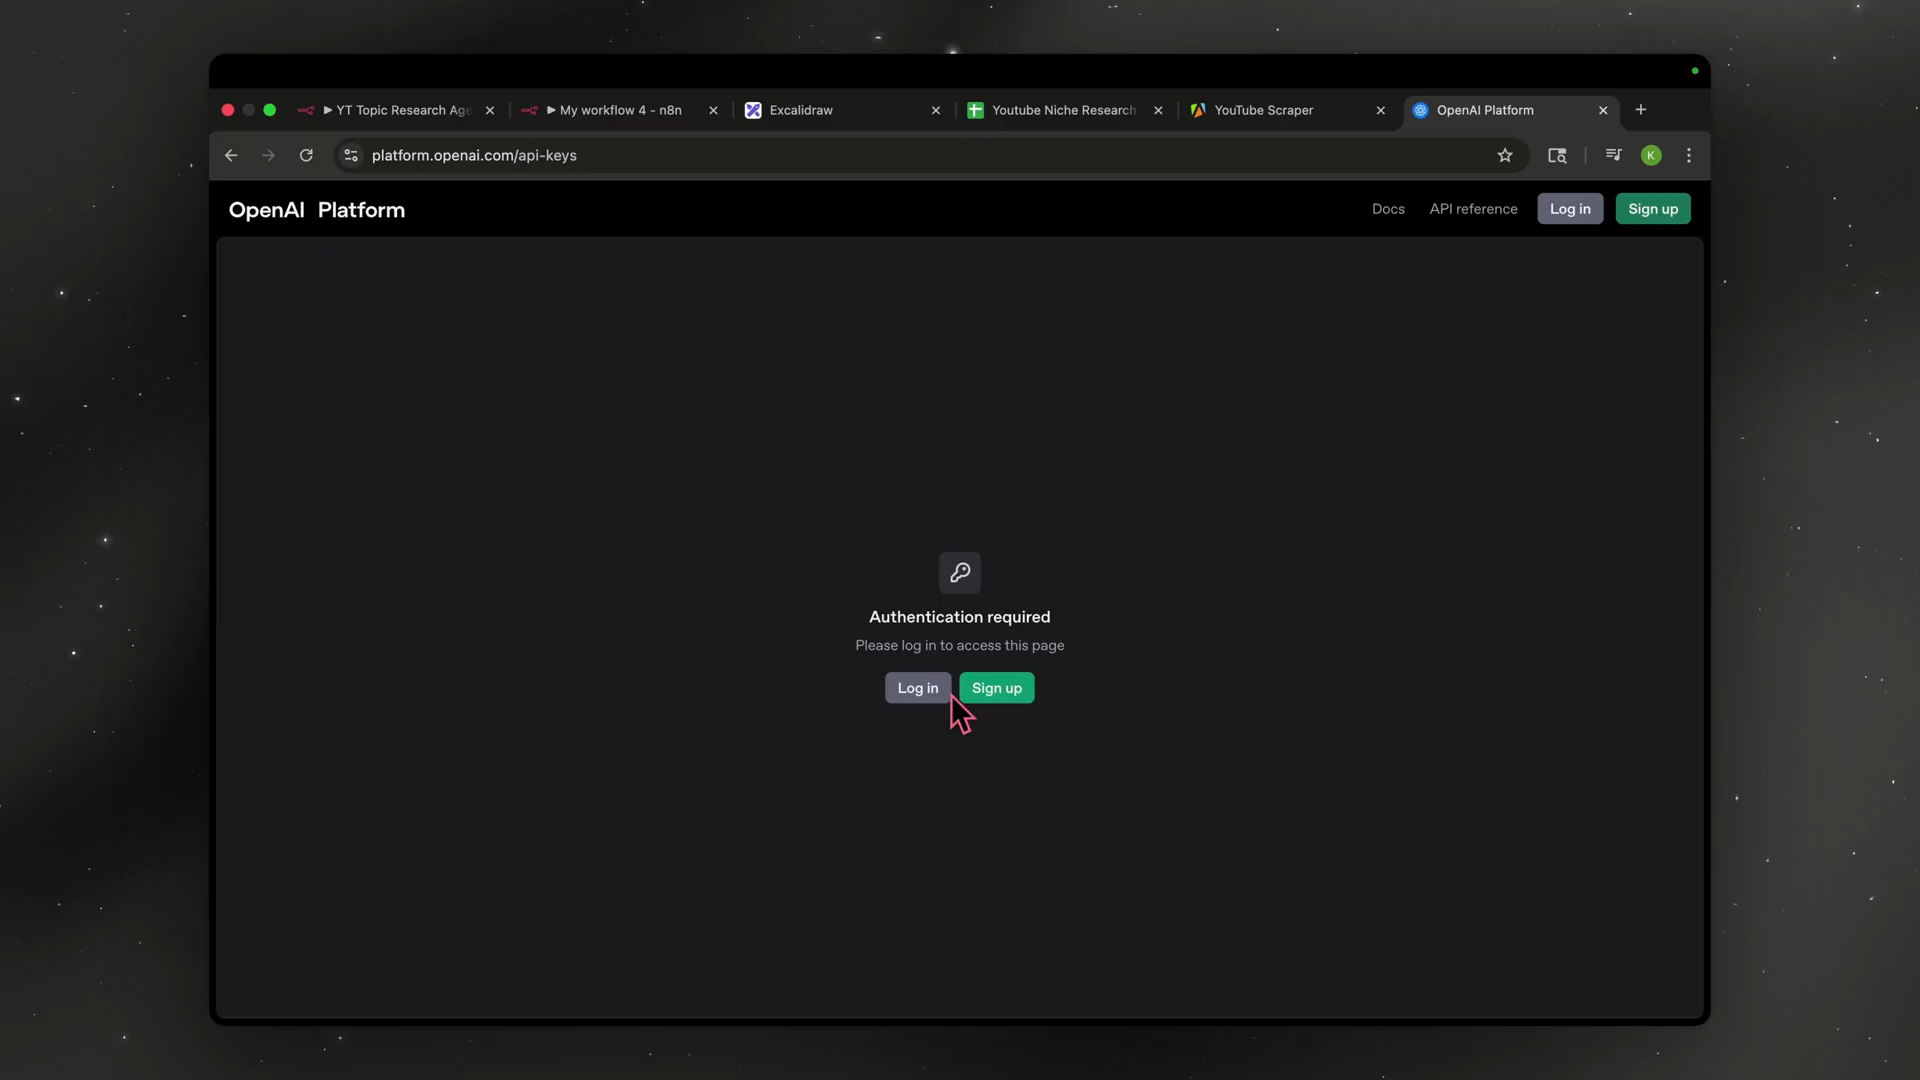 YT Topic Research Age
My workflow 4 - n8n
Excalidraw
Youtube Niche Research
YouTube Scraper
OpenAI Platform
platform.openai.com/api-keys
K
OpenAI Platform
Docs
API reference
Log in
Sign up
Authentication required
Please log in to access this page
Log in
Sign up